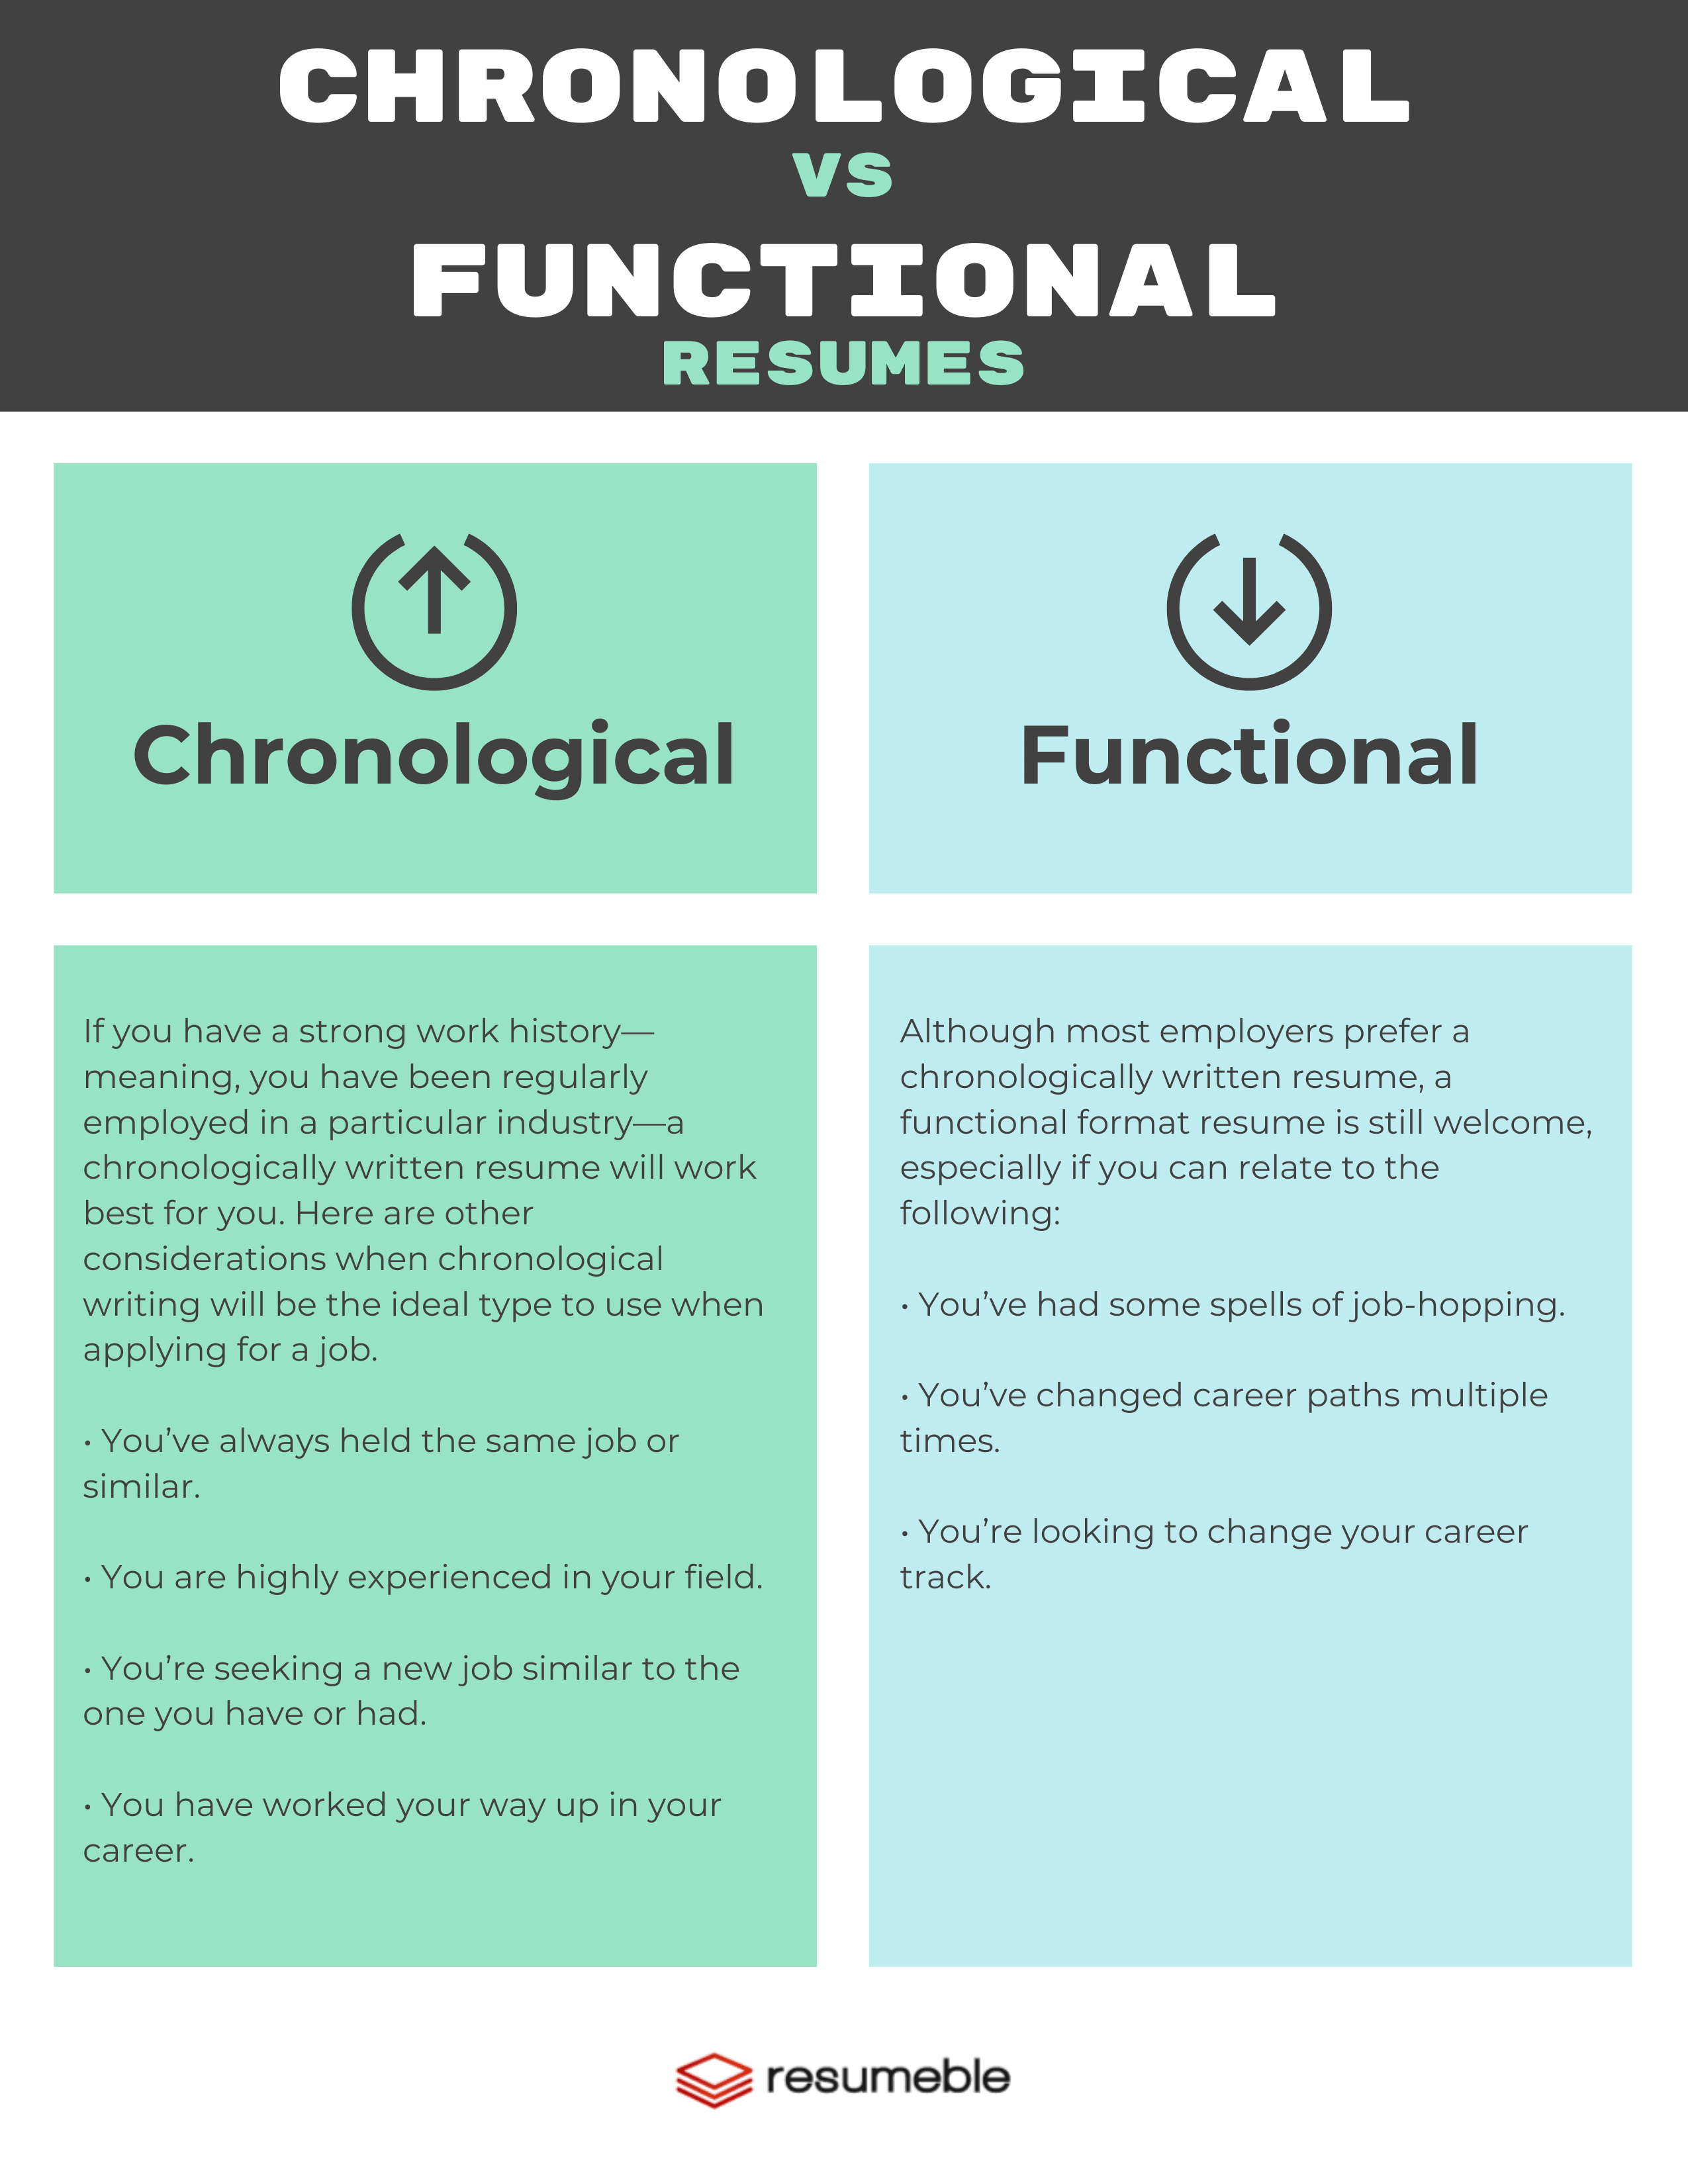 CHRONOLOGICAL
VS
FUNCTIONAL
RESUMES
Chronological
If you have a strong work history—
meaning, you have been regularly
employed in a particular industry—a
chronologically written resume will work
best for you. Here are other
considerations when chronological
writing will be the ideal type to use when
applying for a job.
• You’ve always held the same job or
similar.
• You are highly experienced in your field.
• You’re seeking a new job similar to the
one you have or had.
• You have worked your way up in your
career.
Functional
Although most employers prefer a
chronologically written resume, a
functional format resume is still welcome,
especially if you can relate to the
following:
• You’ve had some spells of job-hopping.
• You’ve changed career paths multiple
times.
• You’re looking to change your career
track.
resumeble